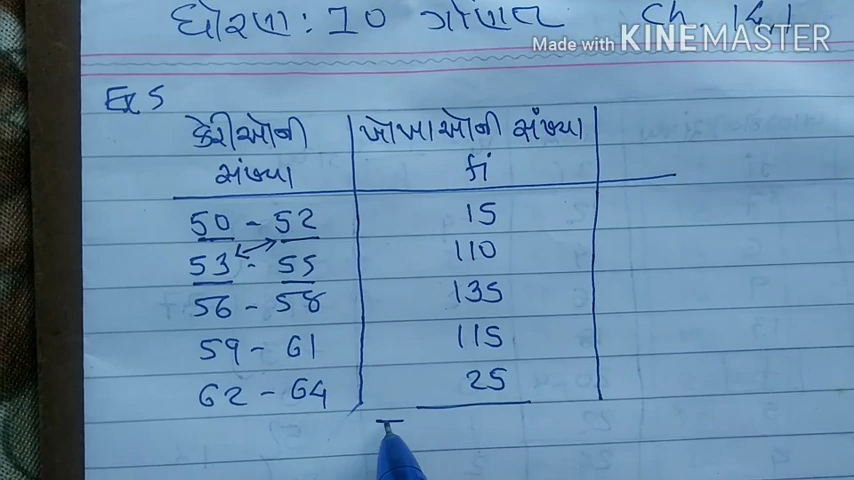 ધોરણ : 10 ગણિત Ch. 14.1
Made with KINEMASTER
Ex 5
કેરીઓની સંખ્યા | ખોખાઓની સંખ્યા fi
50 - 52 15
53 - 55 110
56 - 58 135
59 - 61 115
62 - 64 25